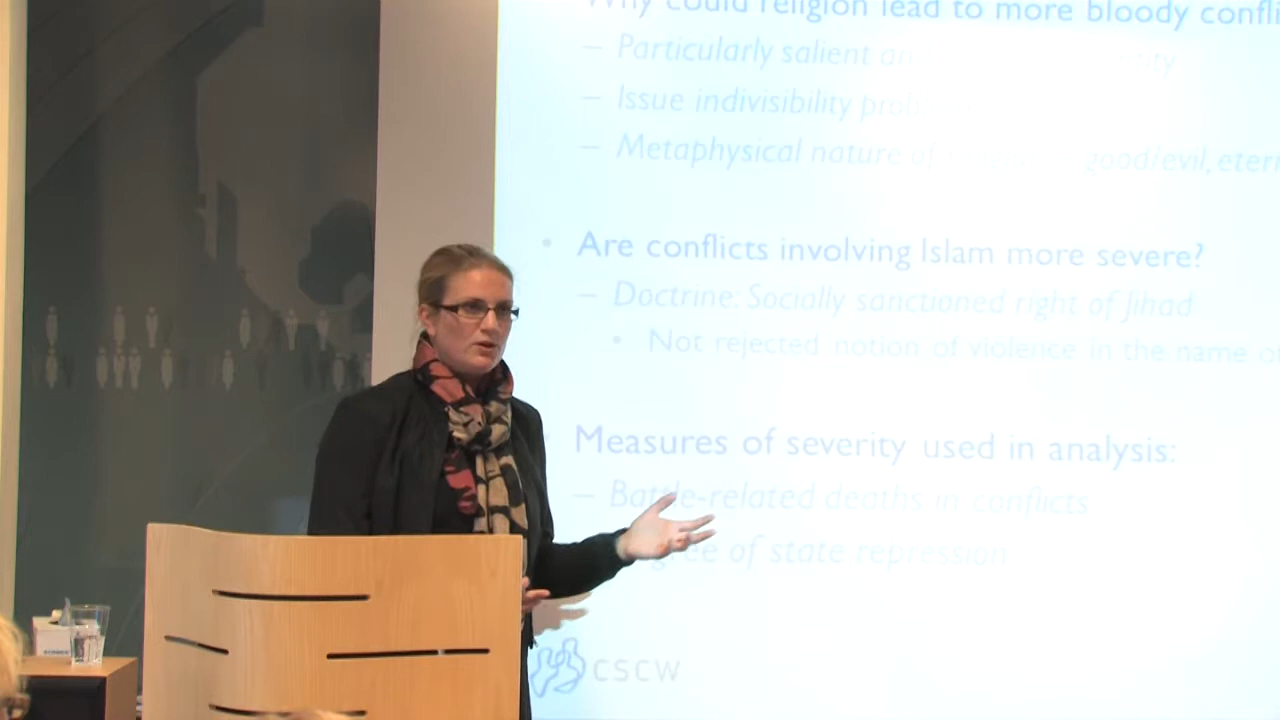 Why could religion lead to more bloody confli
– Particularly salient an
– Issue indivisibility prob
– Metaphysical nature of good/evil, etern
• Are conflicts involving Islam more severe?
– Doctrine: Socially sanctioned right of Jihad
• Not rejected notion of violence in the name o
Measures of severity used in analysis:
– Battle-related deaths in conflicts
of state repression
CSCW